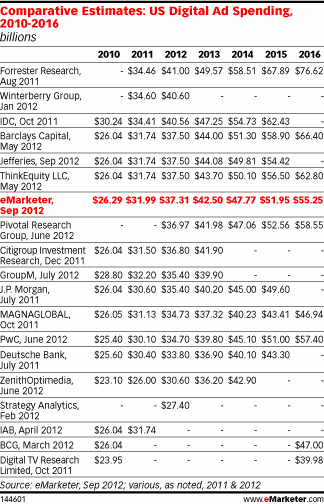 Comparative Estimates: US Digital Ad Spending,
2010-2016
billions
2010 2011 2012 2013 2014 2015 2016
Forrester Research, - $34.46 $41.00 $49.57 $58.51 $67.89 $76.62
Aug 2011
Winterberry Group, - $34.60 $40.60 - - - -
Jan 2012
IDC, Oct 2011 $30.24 $34.41 $40.56 $47.25 $54.73 $62.43 -
Barclays Capital, $26.04 $31.74 $37.50 $44.00 $51.30 $58.90 $66.40
May 2012
Jefferies, Sep 2012 $26.04 $31.74 $37.50 $44.08 $49.81 $54.42 -
ThinkEquity LLC, $26.04 $31.74 $37.50 $43.70 $50.10 $56.50 $62.80
May 2012
eMarketer, $26.29 $31.99 $37.31 $42.50 $47.77 $51.95 $55.25
Sep 2012
Pivotal Research - - $36.97 $41.98 $47.06 $52.56 $58.55
Group, June 2012
Citigroup Investment $26.04 $31.50 $36.80 $41.90 - - -
Research, Dec 2011
GroupM, July 2012 $28.80 $32.20 $35.40 $39.90 - - -
J.P. Morgan, $26.04 $30.60 $35.40 $40.20 $45.00 $49.60 -
July 2011
MAGNAGLOBAL, $26.05 $31.13 $34.73 $37.32 $40.23 $43.41 $46.94
Oct 2011
PwC, June 2012 $25.40 $30.10 $34.70 $39.80 $45.10 $51.00 $57.40
Deutsche Bank, $25.60 $30.40 $33.80 $36.90 $40.10 $43.30 -
July 2011
ZenithOptimedia, $23.10 $26.00 $30.60 $36.20 $42.90 - -
June 2012
Strategy Analytics, - - $27.40 - - - -
Feb 2012
IAB, April 2012 $26.04 $31.74 - - - - -
BCG, March 2012 $26.04 - - - - - $47.00
Digital TV Research $23.95 - - - - - $39.98
Limited, Oct 2011
Source: eMarketer, Sep 2012; various, as noted, 2011 & 2012
144601 www.eMarketer.com